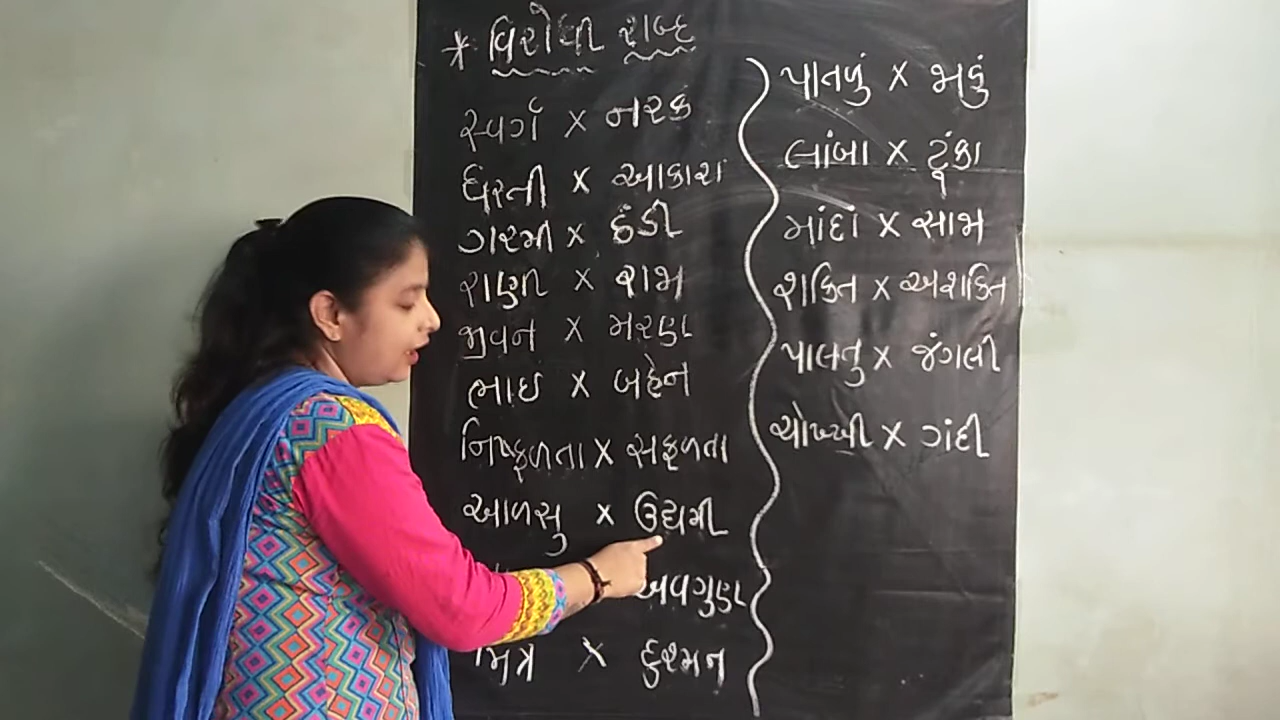 * વિરોધી શબ્દ
સ્વર્ગ × નરક
ધરતી × આકાશ
ગરમી × ઠંડી
રાણી × રાજા
જીવન × મરણ
ભાઈ × બહેન
નિષ્ફળતા × સફળતા
આળસુ × ઉદ્યમી
અવગુણ
મિત્ર × દુશ્મન
પાતળું × જાડું
લાંબા × ટૂંકા
માંદાં × સાજા
શક્તિ × અશક્તિ
પાલતુ × જંગલી
ચોખ્ખી × ગંદી